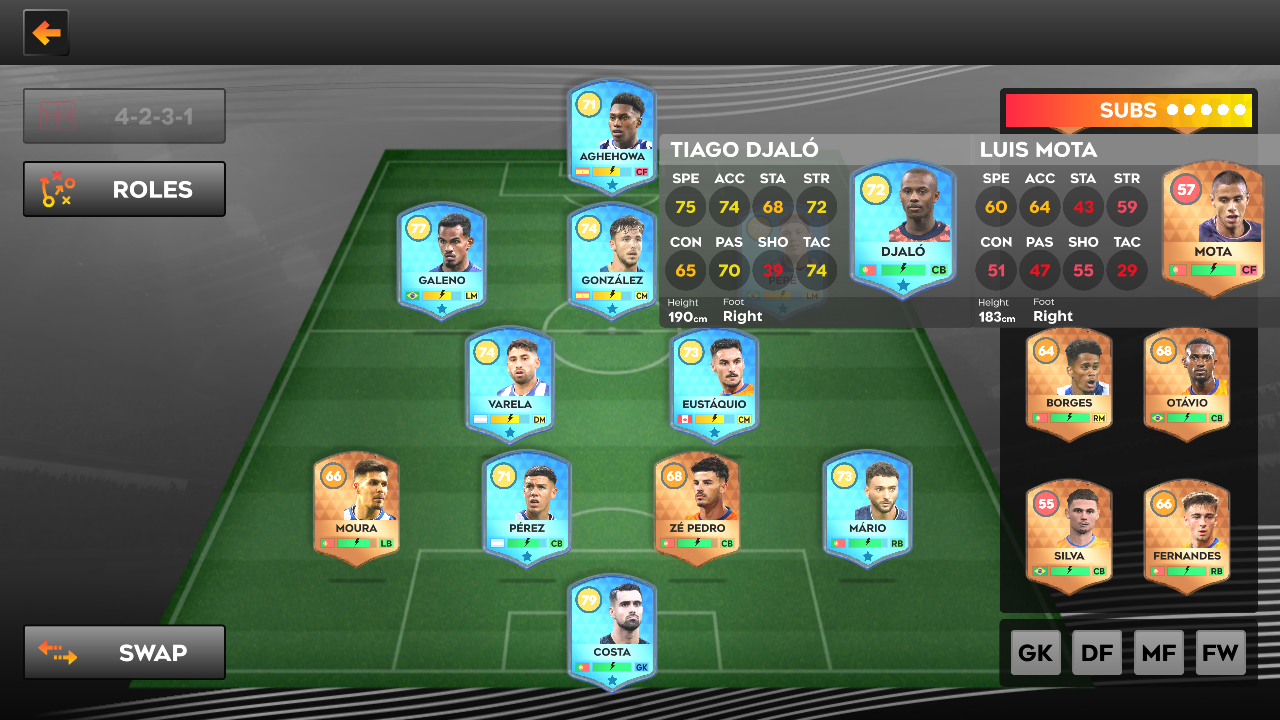 4-2-3-1
ROLES
SWAP
71
AGHEHOWA
CF
77
GALENO
LM
74
GONZÁLEZ
CM
PEPÊ
LM
74
VARELA
DM
73
EUSTÁQUIO
CM
66
MOURA
LB
71
PÉREZ
CB
68
ZÉ PEDRO
CB
73
MÁRIO
RB
79
COSTA
GK
TIAGO DJALÓ
SPE ACC STA STR
75 74 68 72
CON PAS SHO TAC
65 70 39 74
Height Foot
190cm Right
72
DJALÓ
CB
SUBS
LUIS MOTA
SPE ACC STA STR
60 64 43 59
CON PAS SHO TAC
51 47 55 29
Height Foot
183cm Right
57
MOTA
CF
64
BORGES
RM
68
OTÁVIO
CB
55
SILVA
CB
66
FERNANDES
RB
GK DF MF FW